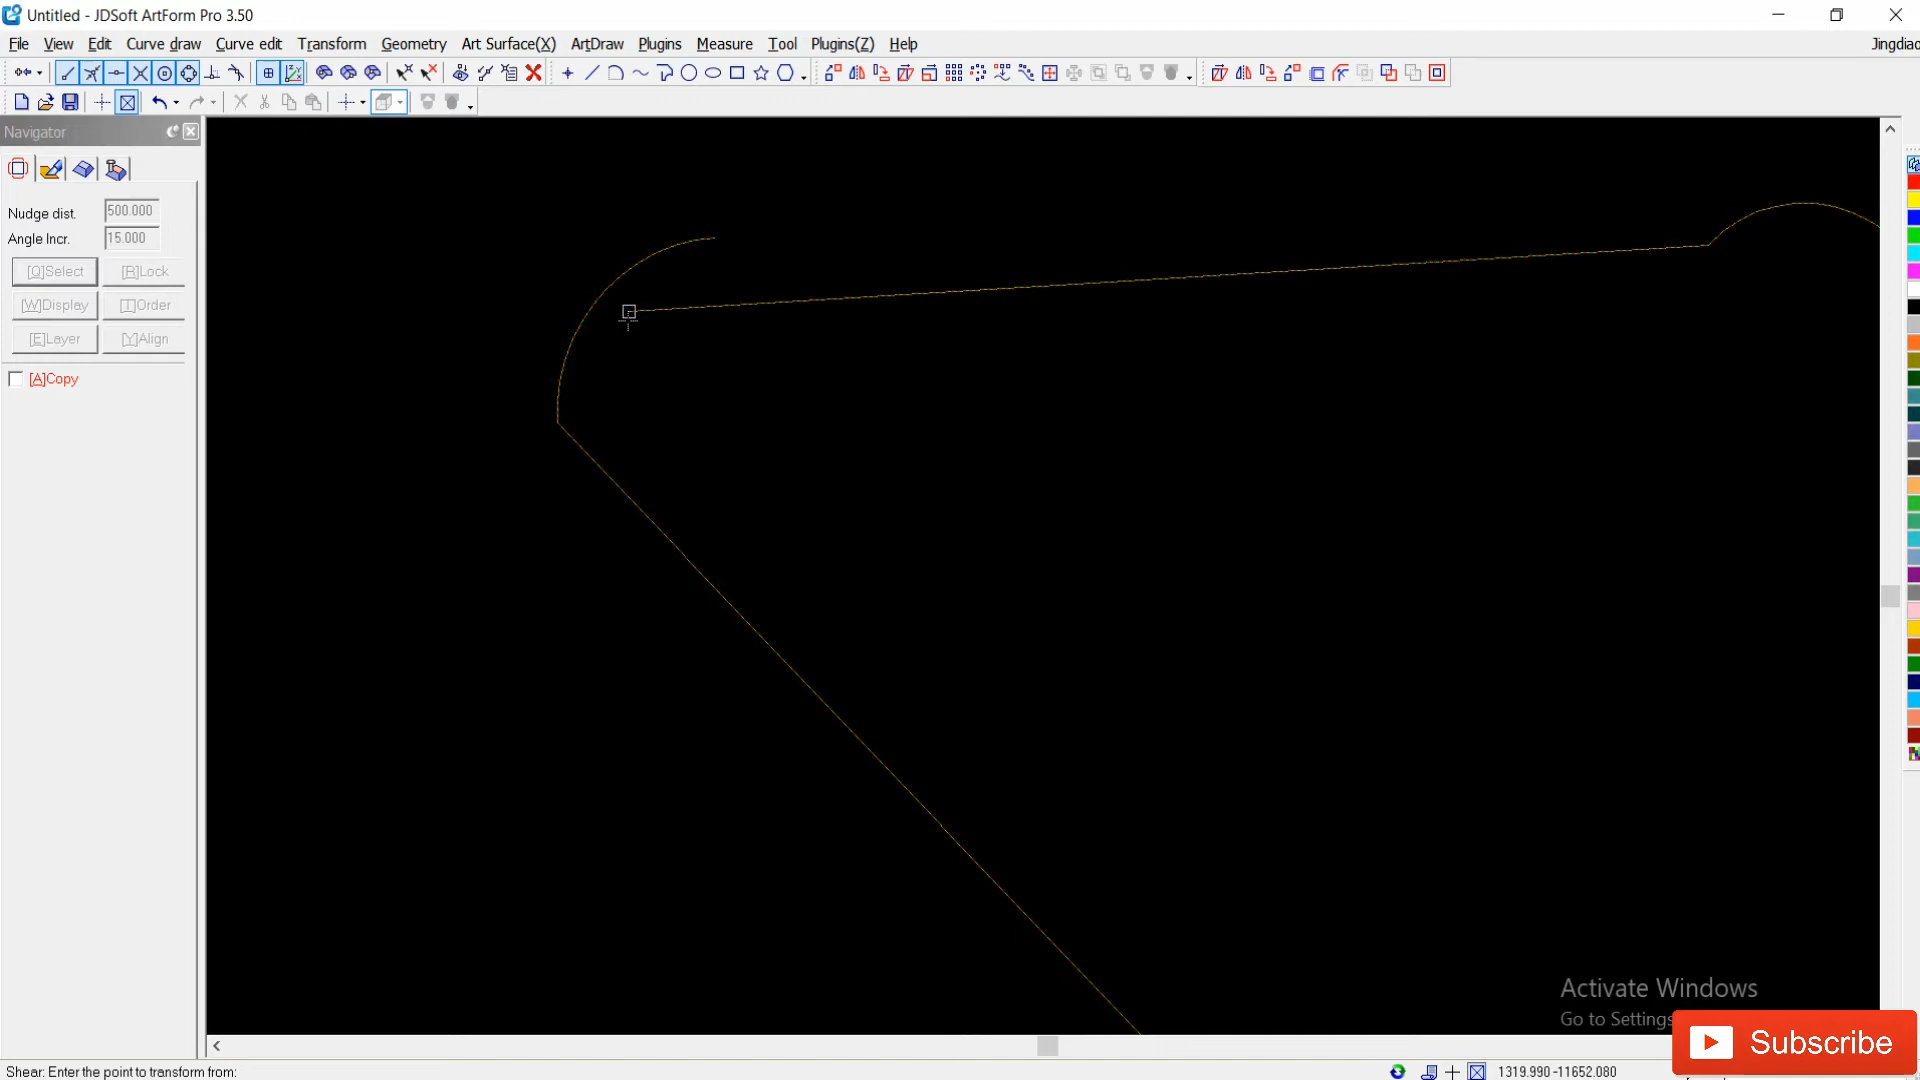 Untitled - JDSoft ArtForm Pro 3.50
File View Edit Curve draw Curve edit Transform Geometry Art Surface(X) ArtDraw Plugins Measure Tool Plugins(Z) Help Jingdiao
Navigator
Nudge dist. 500.000
Angle Incr. 15.000
[Q]Select [R]Lock
[W]Display [T]Order
[E]Layer [Y]Align
[A]Copy
Activate Windows
Go to Settings
Subscribe
Shear: Enter the point to transform from: 1319.990 -11652.080